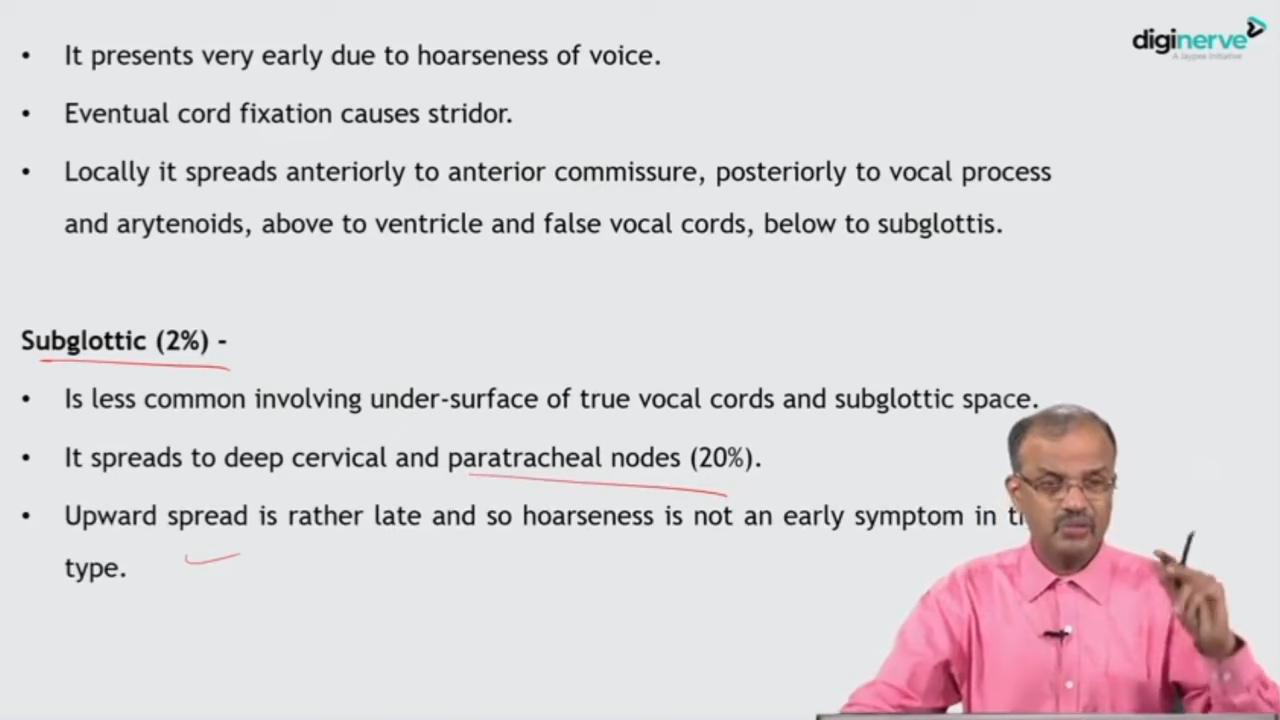 diginerve
A Jaypee Initiative
• It presents very early due to hoarseness of voice.
• Eventual cord fixation causes stridor.
• Locally it spreads anteriorly to anterior commissure, posteriorly to vocal process
and arytenoids, above to ventricle and false vocal cords, below to subglottis.
Subglottic (2%) -
• Is less common involving under-surface of true vocal cords and subglottic space.
• It spreads to deep cervical and paratracheal nodes (20%).
• Upward spread is rather late and so hoarseness is not an early symptom in
type.